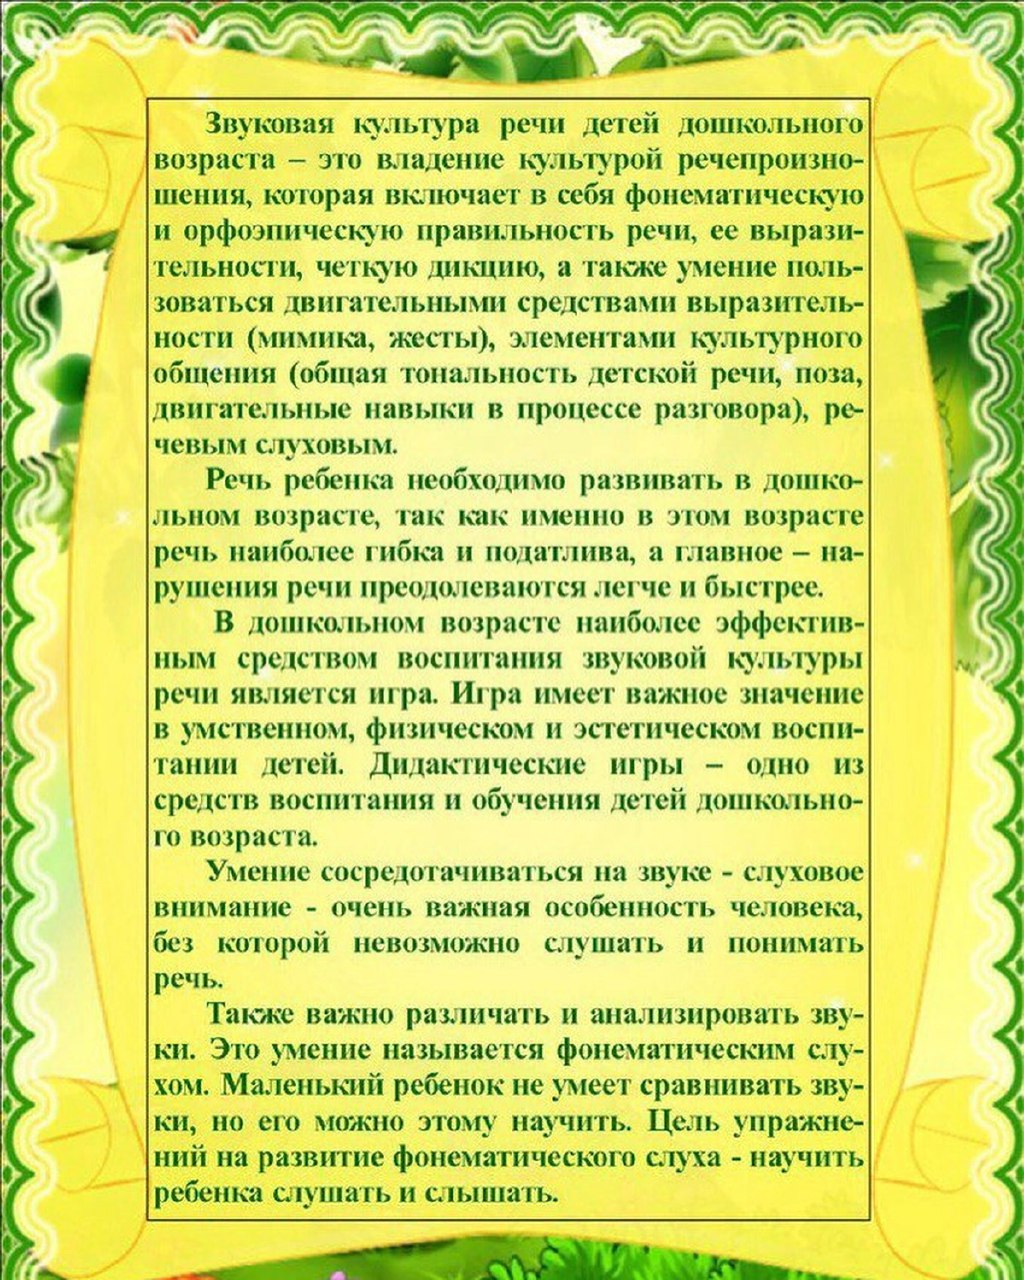 Звуковая культура речи детей дошкольного
возраста – это владение культурой речепроизно-
шения, которая включает в себя фонематическую
и орфоэпическую правильность речи, ее вырази-
тельности, четкую дикцию, а также умение поль-
зоваться двигательными средствами выразитель-
ности (мимика, жесты), элементами культурного
общения (общая тональность детской речи, поза,
двигательные навыки в процессе разговора), ре-
чевым слуховым.
Речь ребенка необходимо развивать в дошко-
льном возрасте, так как именно в этом возрасте
речь наиболее гибка и податлива, а главное – на-
рушения речи преодолеваются легче и быстрее.
В дошкольном возрасте наиболее эффектив-
ным средством воспитания звуковой культуры
речи является игра. Игра имеет важное значение
в умственном, физическом и эстетическом воспи-
тании детей. Дидактические игры – одно из
средств воспитания и обучения детей дошкольно-
го возраста.
Умение сосредотачиваться на звуке - слуховое
внимание - очень важная особенность человека,
без которой невозможно слушать и понимать
речь.
Также важно различать и анализировать зву-
ки. Это умение называется фонематическим слу-
хом. Маленький ребенок не умеет сравнивать зву-
ки, но его можно этому научить. Цель упражне-
ний на развитие фонематического слуха - научить
ребенка слушать и слышать.